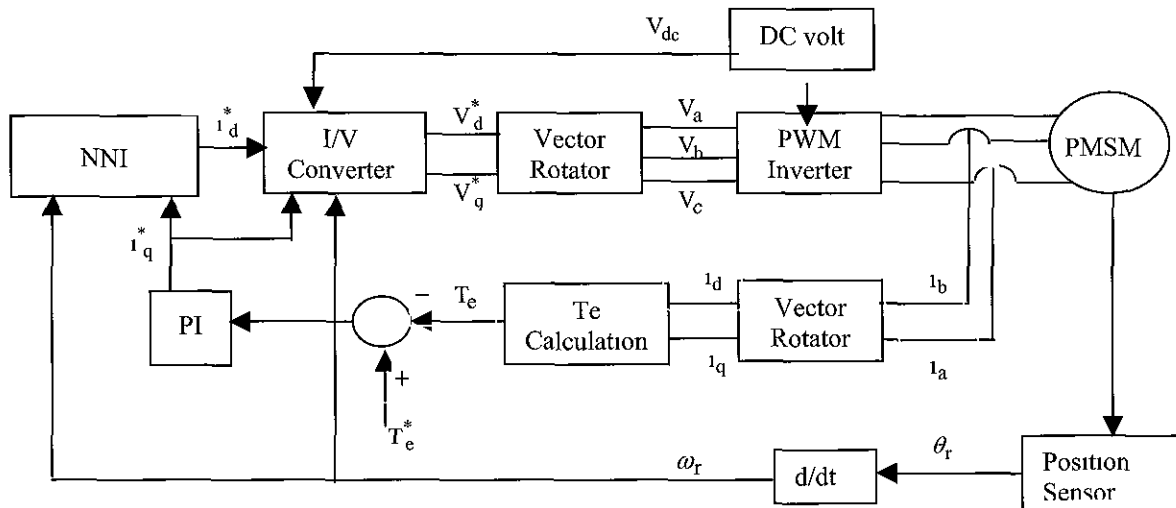 V_dc
DC volt
NNI
i*_d
I/V
Converter
V*_d
V*_q
Vector
Rotator
V_a
V_b
V_c
PWM
Inverter
PMSM
i*_q
PI
−
+
T_e
T*_e
Te
Calculation
i_d
i_q
Vector
Rotator
i_b
i_a
ω_r
d/dt
θ_r
Position
Sensor